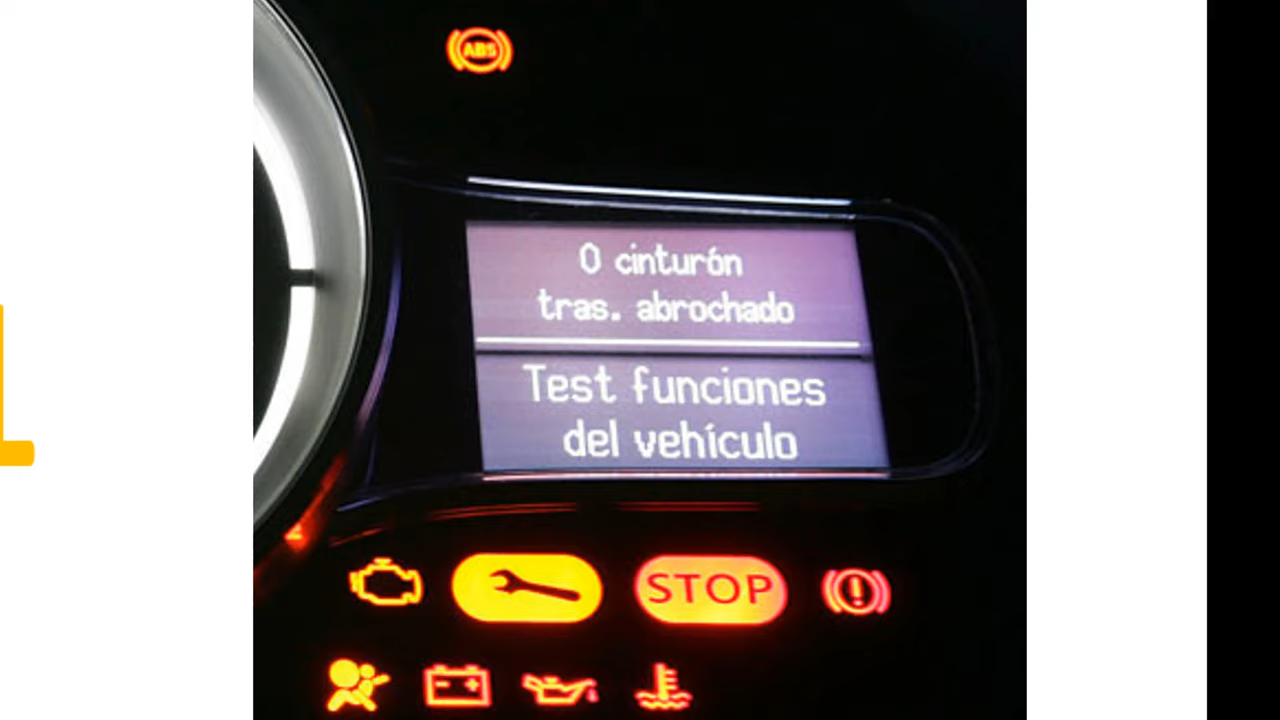 ABS
0 cinturón
tras. abrochado
Test funciones
del vehículo
STOP